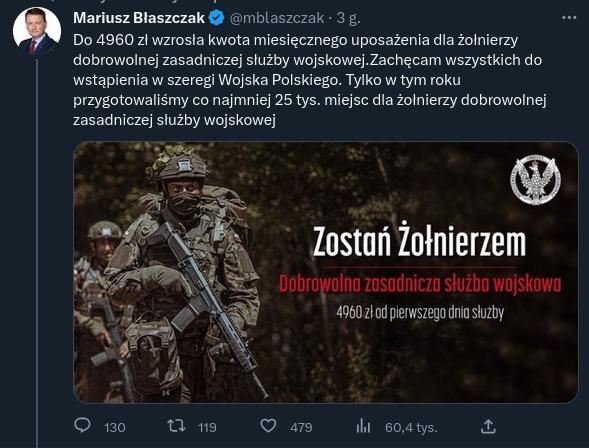 Mariusz Błaszczak @mblaszczak · 3 g.
Do 4960 zł wzrosła kwota miesięcznego uposażenia dla żołnierzy
dobrowolnej zasadniczej służby wojskowej.Zachęcam wszystkich do
wstąpienia w szeregi Wojska Polskiego. Tylko w tym roku
przygotowaliśmy co najmniej 25 tys. miejsc dla żołnierzy dobrowolnej
zasadniczej służby wojskowej
Zostań Żołnierzem
Dobrowolna zasadnicza służba wojskowa
4960 zł od pierwszego dnia służby
130 119 479 60,4 tys.